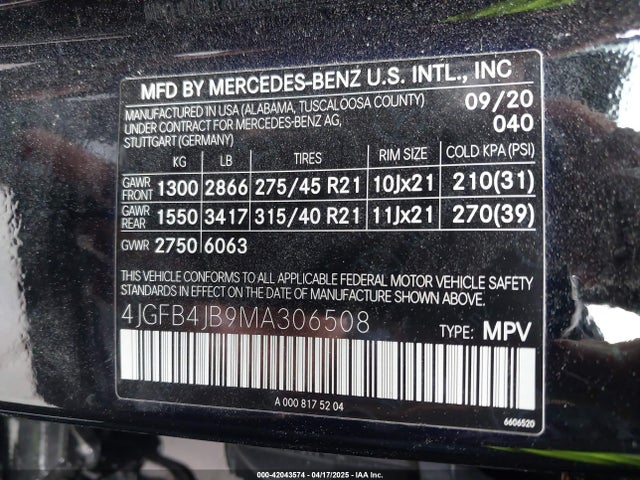 MFD BY MERCEDES-BENZ U.S. INTL., INC
MANUFACTURED IN USA (ALABAMA, TUSCALOOSA COUNTY) 09/20
UNDER CONTRACT FOR MERCEDES-BENZ AG, 040
STUTTGART (GERMANY)
KG LB TIRES RIM SIZE COLD KPA (PSI)
GAWR FRONT 1300 2866 275/45 R21 10Jx21 210(31)
GAWR REAR 1550 3417 315/40 R21 11Jx21 270(39)
GVWR 2750 6063
THIS VEHICLE CONFORMS TO ALL APPLICABLE FEDERAL MOTOR VEHICLE SAFETY
STANDARDS IN EFFECT ON THE DATE OF MANUFACTURE SHOWN ABOVE.
4JGFB4JB9MA306508 TYPE: MPV
A 000 817 52 04
6606520
000-42043574 - 04/17/2025 - IAAI.COM